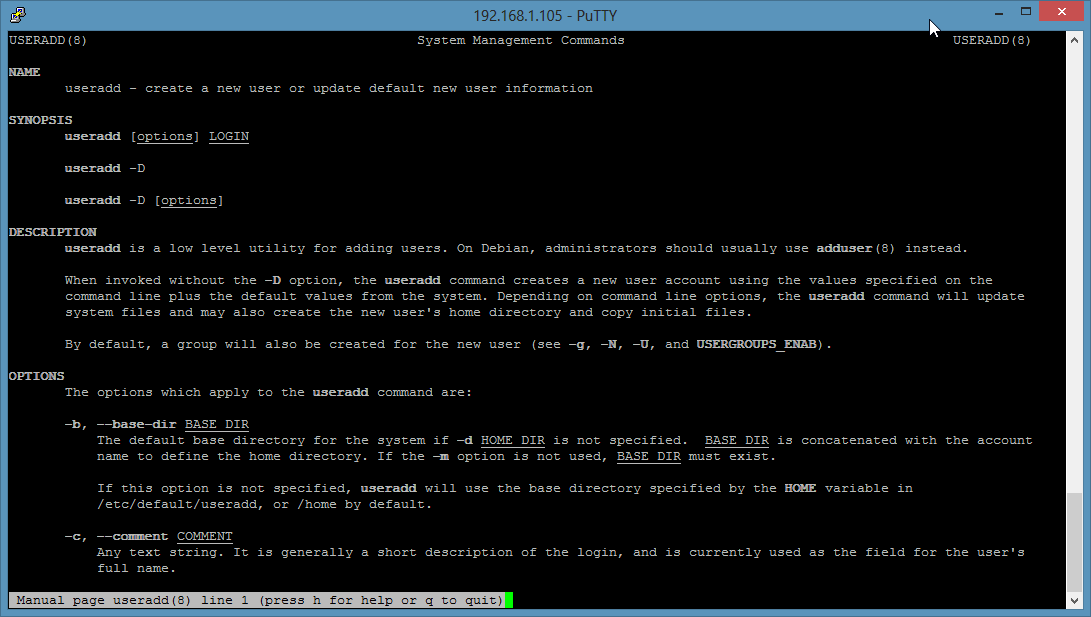 192.168.1.105 - PuTTY
USERADD(8) System Management Commands USERADD(8)
NAME
useradd - create a new user or update default new user information
SYNOPSIS
useradd [options] LOGIN
useradd -D
useradd -D [options]
DESCRIPTION
useradd is a low level utility for adding users. On Debian, administrators should usually use adduser(8) instead.
When invoked without the -D option, the useradd command creates a new user account using the values specified on the
command line plus the default values from the system. Depending on command line options, the useradd command will update
system files and may also create the new user's home directory and copy initial files.
By default, a group will also be created for the new user (see -g, -N, -U, and USERGROUPS_ENAB).
OPTIONS
The options which apply to the useradd command are:
-b, --base-dir BASE_DIR
The default base directory for the system if -d HOME_DIR is not specified.  BASE_DIR is concatenated with the account
name to define the home directory. If the -m option is not used, BASE_DIR must exist.
If this option is not specified, useradd will use the base directory specified by the HOME variable in
/etc/default/useradd, or /home by default.
-c, --comment COMMENT
Any text string. It is generally a short description of the login, and is currently used as the field for the user's
full name.
Manual page useradd(8) line 1 (press h for help or q to quit)